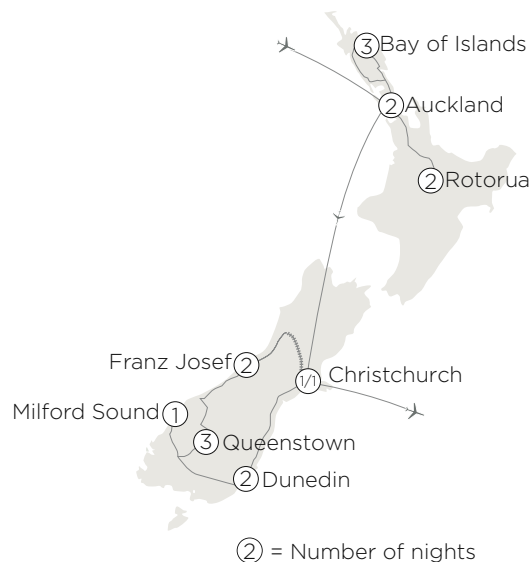 3 Bay of Islands
2 Auckland
2 Rotorua
Franz Josef 2
1/1 Christchurch
Milford Sound 1
3 Queenstown
2 Dunedin
2 = Number of nights